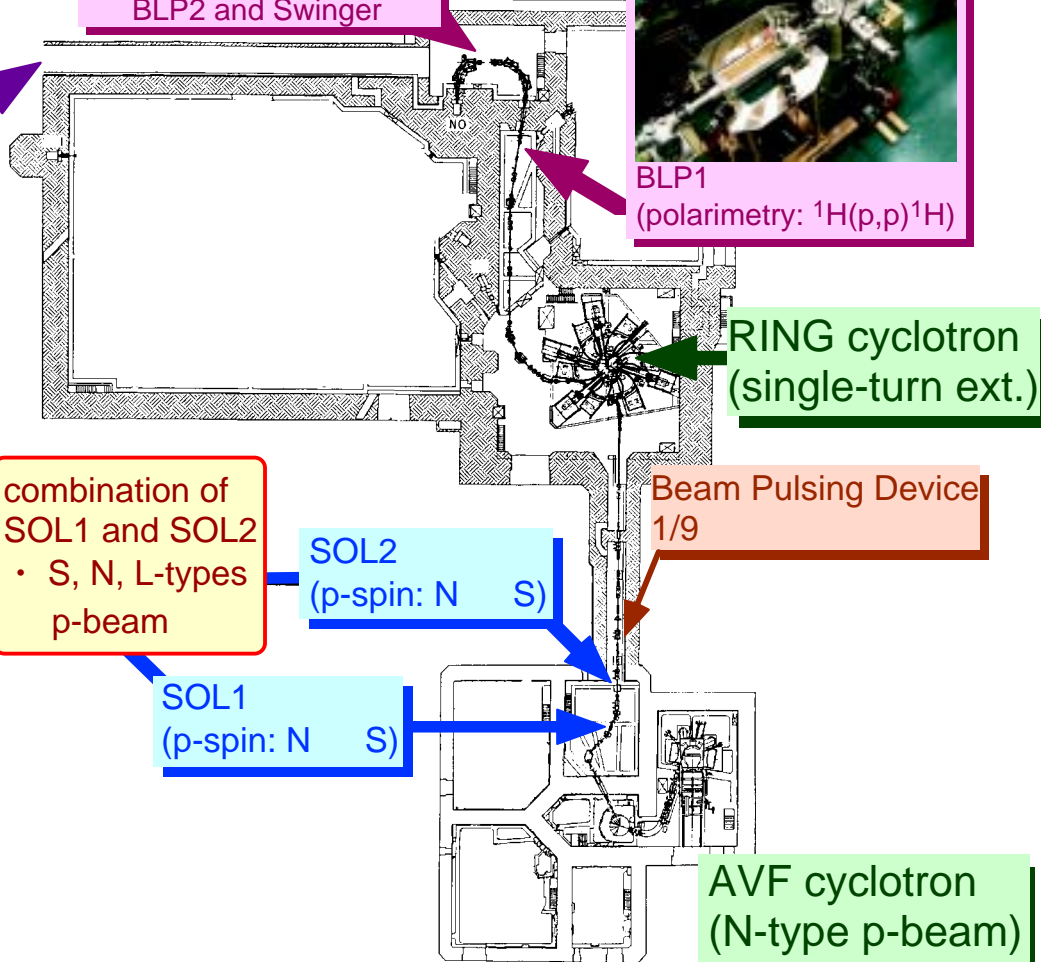 BLP2 and Swinger
NO
BLP1
(polarimetry: ¹H(p,p)¹H)
RING cyclotron
(single-turn ext.)
combination of
SOL1 and SOL2
・ S, N, L-types
p-beam
SOL2
(p-spin: N S)
Beam Pulsing Device
1/9
SOL1
(p-spin: N S)
AVF cyclotron
(N-type p-beam)